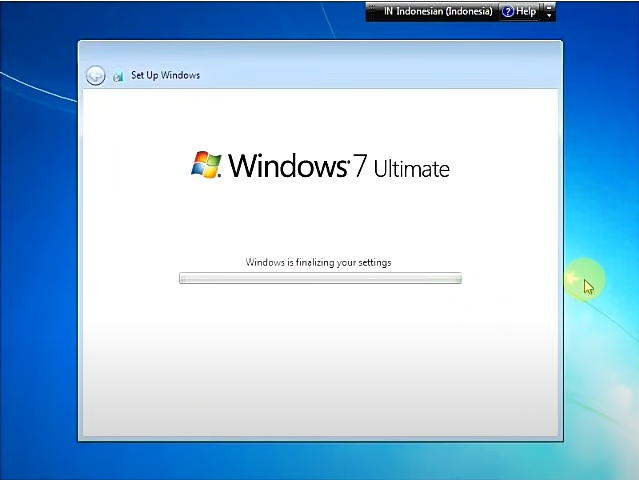 IN Indonesian (Indonesia) Help
Set Up Windows
Windows 7 Ultimate
Windows is finalizing your settings